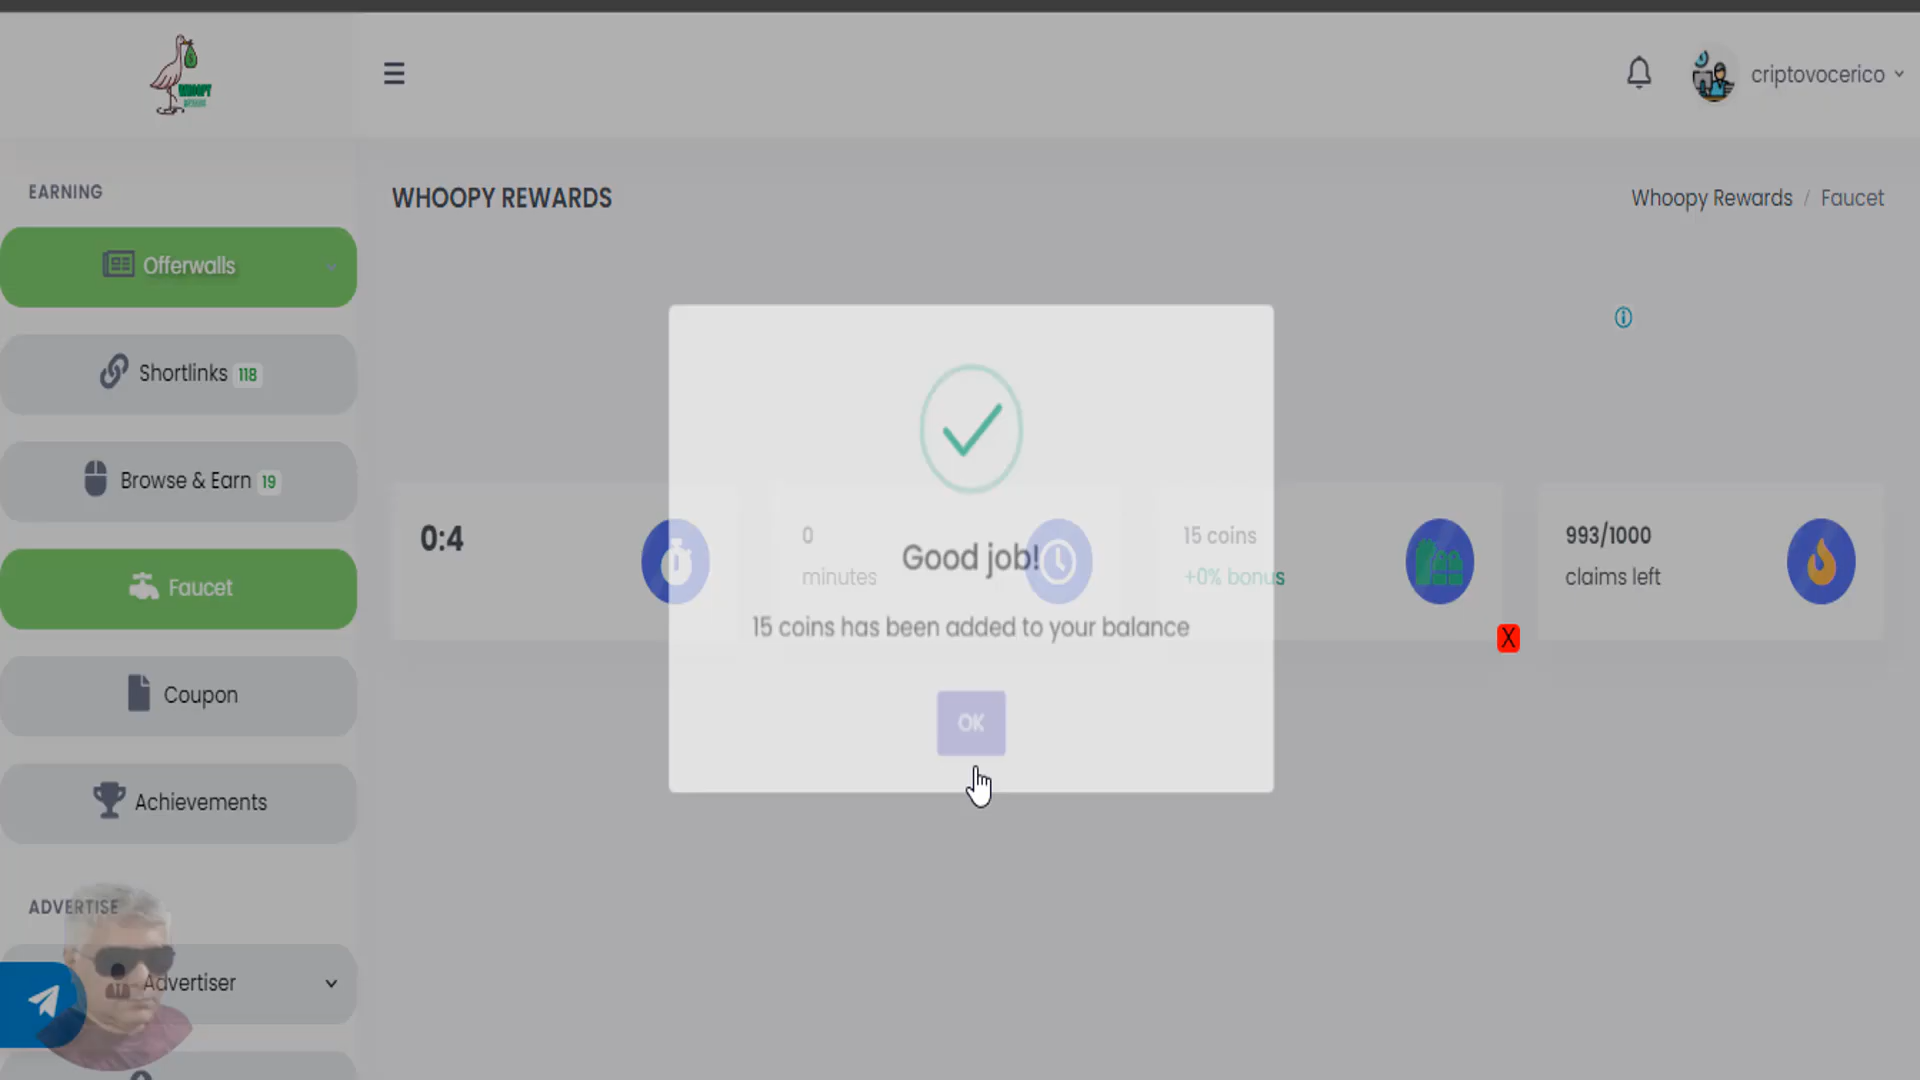 WHOOPY
REWARDS
criptovocerico
EARNING
WHOOPY REWARDS
Whoopy Rewards / Faucet
Offerwalls
Shortlinks 118
Browse & Earn 19
Faucet
Coupon
Achievements
ADVERTISE
Advertiser
0:4
0
minutes
15 coins
+0% bonus
993/1000
claims left
X
Good job!
15 coins has been added to your balance
OK